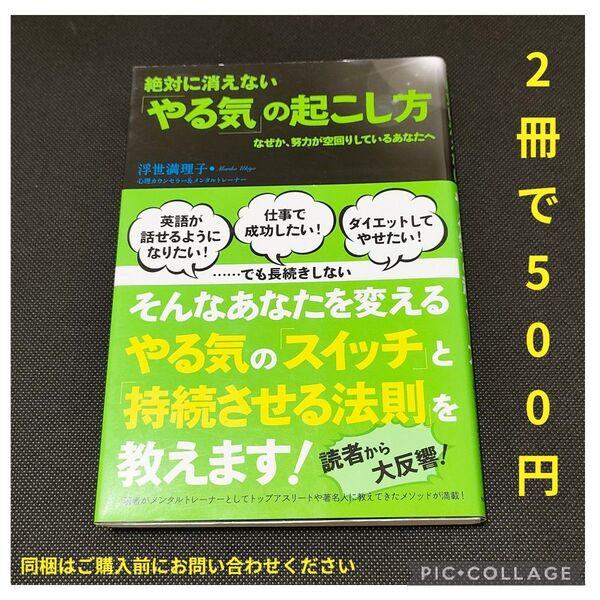 絶対に消えない
「やる気」の起こし方
なぜか、努力が空回りしているあなたへ
浮世満理子・Mariko Ukiyo
心理カウンセラー&メンタルトレーナー
英語が
話せるように
なりたい!
仕事で
成功したい!
ダイエットして
やせたい!
……でも長続きしない
そんなあなたを変える
やる気の「スイッチ」と
「持続させる法則」を
教えます!
読者から
大反響!
著者がメンタルトレーナーとしてトップアスリートや著名人に教えてきたメソッドが満載!
2冊で500円
同梱はご購入前にお問い合わせください
PIC•COLLAGE